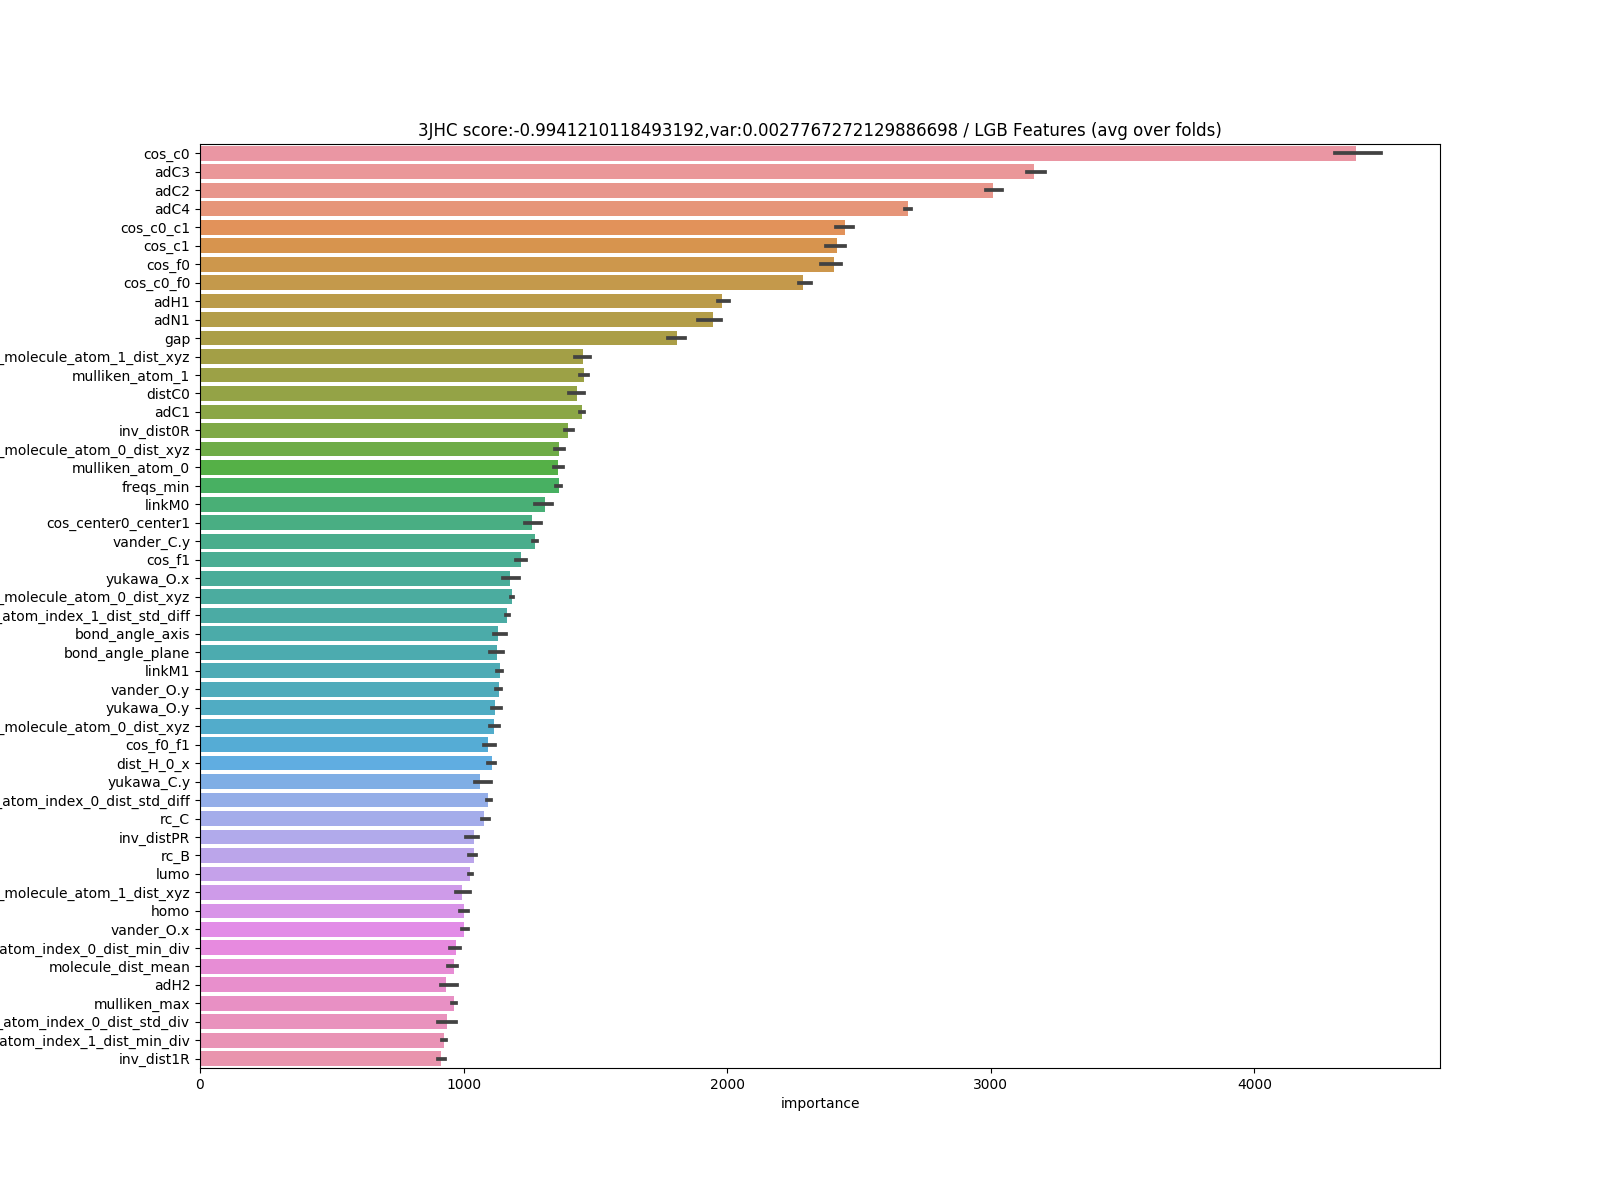 3JHC score:-0.9941210118493192,var:0.0027767272129886698 / LGB Features (avg over folds)
cos_c0
adC3
adC2
adC4
cos_c0_c1
cos_c1
cos_f0
cos_c0_f0
adH1
adN1
gap
_molecule_atom_1_dist_xyz
mulliken_atom_1
distC0
adC1
inv_dist0R
_molecule_atom_0_dist_xyz
mulliken_atom_0
freqs_min
linkM0
cos_center0_center1
vander_C.y
cos_f1
yukawa_O.x
_molecule_atom_0_dist_xyz
_atom_index_1_dist_std_diff
bond_angle_axis
bond_angle_plane
linkM1
vander_O.y
yukawa_O.y
_molecule_atom_0_dist_xyz
cos_f0_f1
dist_H_0_x
yukawa_C.y
_atom_index_0_dist_std_diff
rc_C
inv_distPR
rc_B
lumo
_molecule_atom_1_dist_xyz
homo
vander_O.x
atom_index_0_dist_min_div
molecule_dist_mean
adH2
mulliken_max
_atom_index_0_dist_std_div
atom_index_1_dist_min_div
inv_dist1R
0 1000 2000 3000 4000
importance